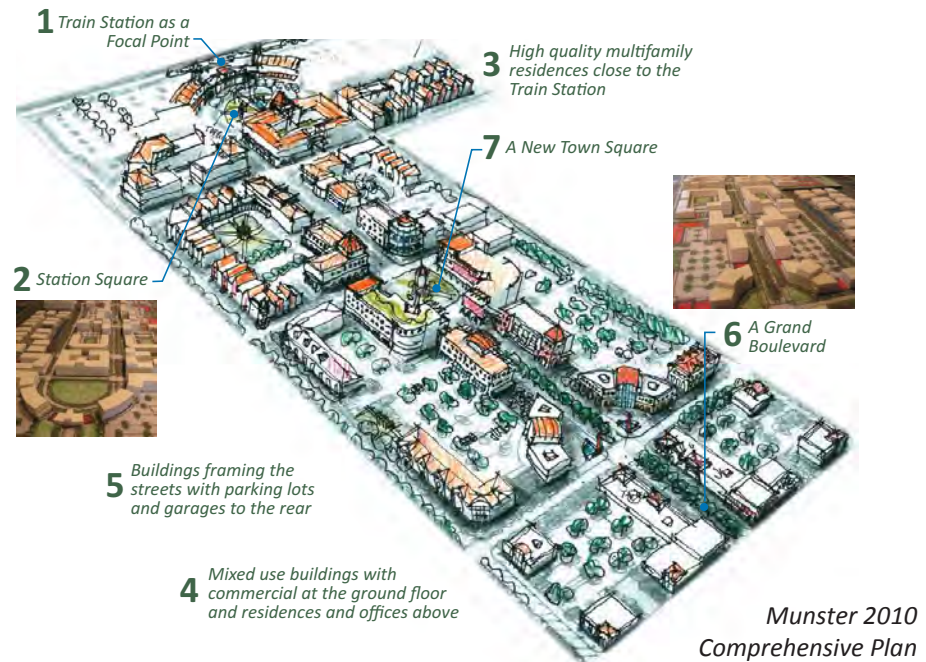 1 Train Station as a
Focal Point
3 High quality multifamily
residences close to the
Train Station
7 A New Town Square
2 Station Square
6 A Grand
Boulevard
5 Buildings framing the
streets with parking lots
and garages to the rear
4 Mixed use buildings with
commercial at the ground floor
and residences and offices above
Munster 2010
Comprehensive Plan